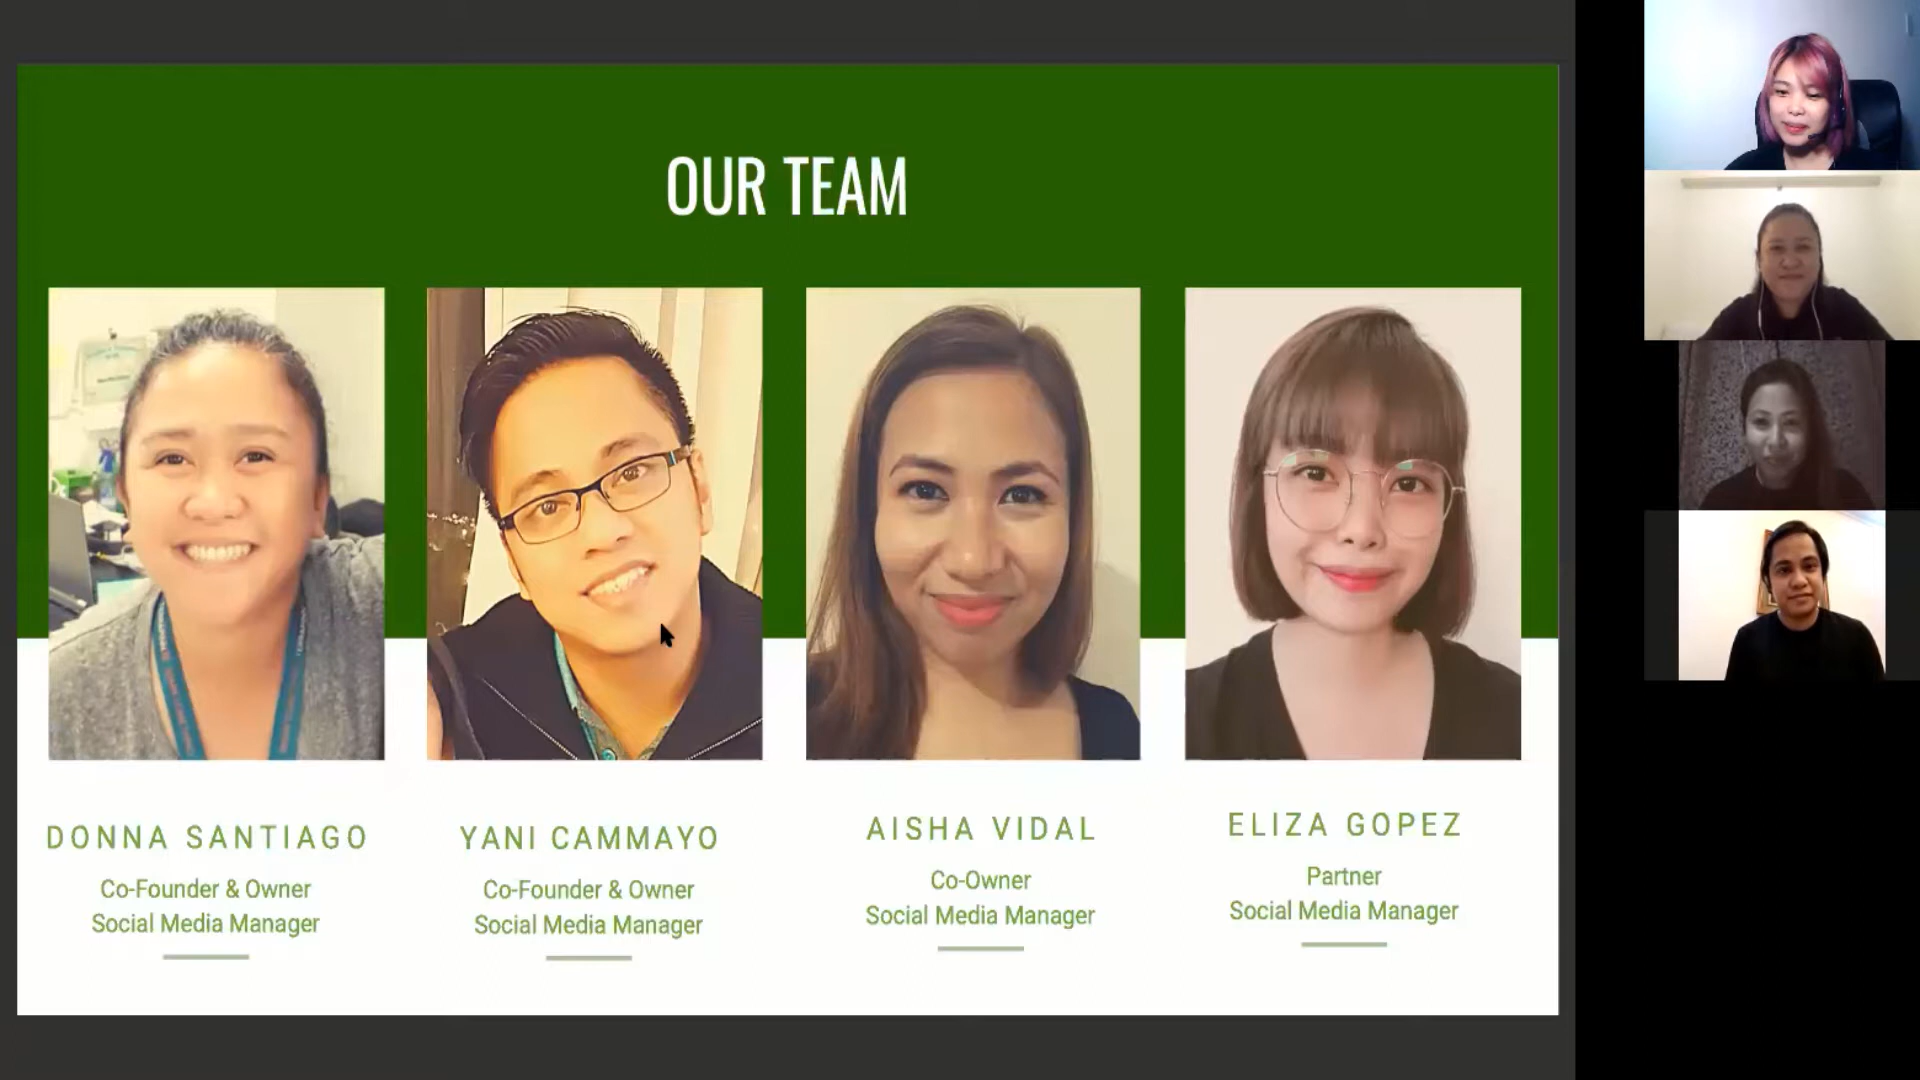 OUR TEAM
DONNA SANTIAGO
Co-Founder & Owner
Social Media Manager
YANI CAMMAYO
Co-Founder & Owner
Social Media Manager
AISHA VIDAL
Co-Owner
Social Media Manager
ELIZA GOPEZ
Partner
Social Media Manager